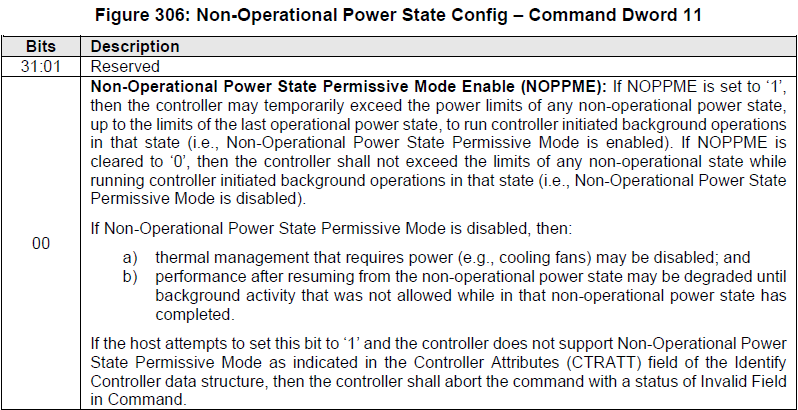 Figure 306: Non-Operational Power State Config – Command Dword 11
Bits Description
31:01 Reserved
Non-Operational Power State Permissive Mode Enable (NOPPME): If NOPPME is set to ‘1’,
then the controller may temporarily exceed the power limits of any non-operational power state,
up to the limits of the last operational power state, to run controller initiated background operations
in that state (i.e., Non-Operational Power State Permissive Mode is enabled). If NOPPME is
cleared to ‘0’, then the controller shall not exceed the limits of any non-operational state while
running controller initiated background operations in that state (i.e., Non-Operational Power State
Permissive Mode is disabled).
If Non-Operational Power State Permissive Mode is disabled, then:
00
a) thermal management that requires power (e.g., cooling fans) may be disabled; and
b) performance after resuming from the non-operational power state may be degraded until
background activity that was not allowed while in that non-operational power state has
completed.
If the host attempts to set this bit to ‘1’ and the controller does not support Non-Operational Power
State Permissive Mode as indicated in the Controller Attributes (CTRATT) field of the Identify
Controller data structure, then the controller shall abort the command with a status of Invalid Field
in Command.